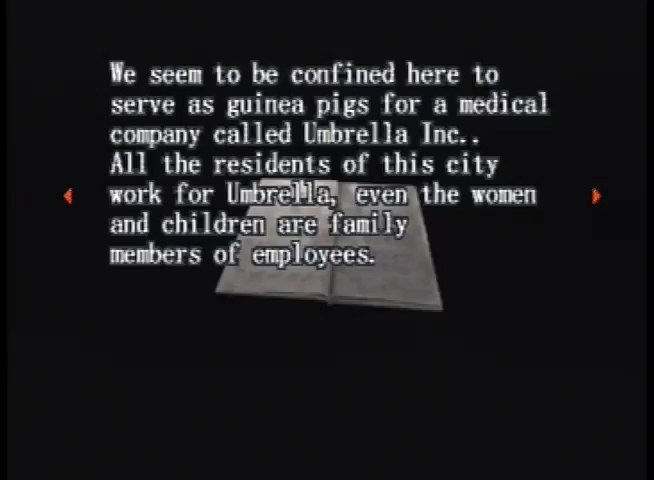 We seem to be confined here to
serve as guinea pigs for a medical
company called Umbrella Inc..
All the residents of this city
work for Umbrella, even the women
and children are family
members of employees.